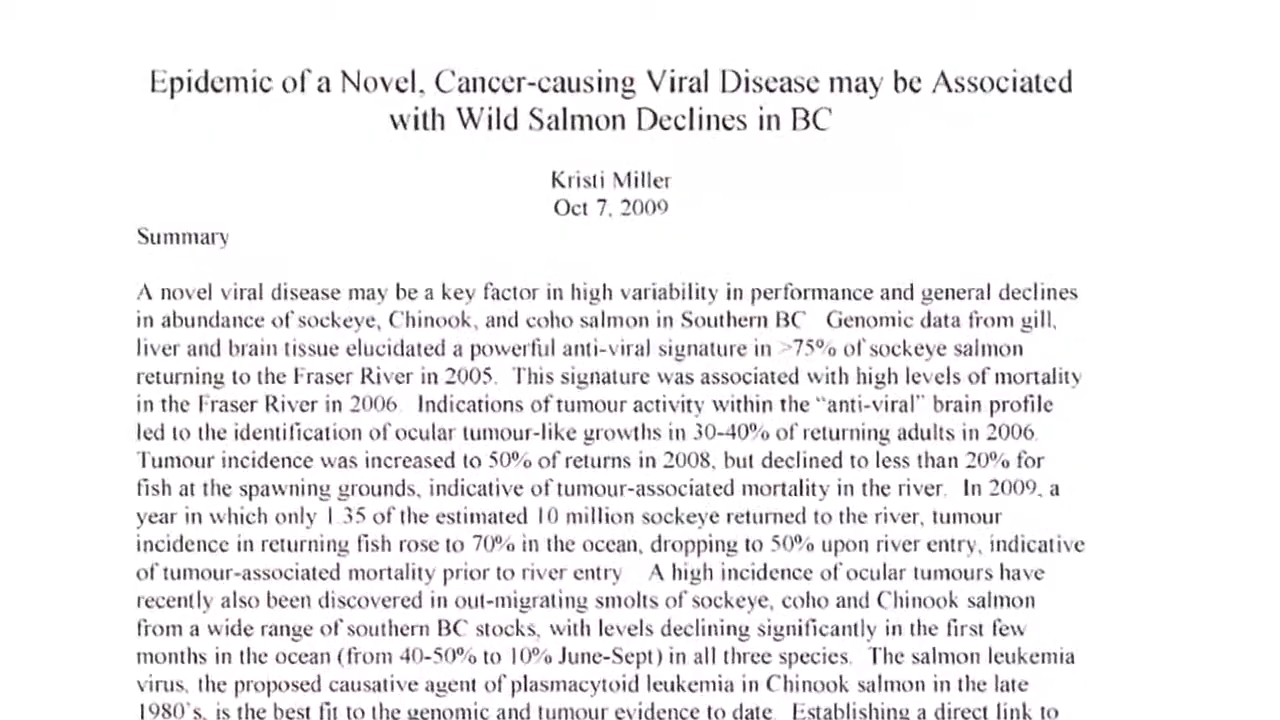 Epidemic of a Novel, Cancer-causing Viral Disease may be Associated
with Wild Salmon Declines in BC
Kristi Miller
Oct 7, 2009
Summary
A novel viral disease may be a key factor in high variability in performance and general declines
in abundance of sockeye, Chinook, and coho salmon in Southern BC  Genomic data from gill,
liver and brain tissue elucidated a powerful anti-viral signature in >75% of sockeye salmon
returning to the Fraser River in 2005.  This signature was associated with high levels of mortality
in the Fraser River in 2006.  Indications of tumour activity within the "anti-viral" brain profile
led to the identification of ocular tumour-like growths in 30-40% of returning adults in 2006.
Tumour incidence was increased to 50% of returns in 2008, but declined to less than 20% for
fish at the spawning grounds, indicative of tumour-associated mortality in the river.  In 2009, a
year in which only 1.35 of the estimated 10 million sockeye returned to the river, tumour
incidence in returning fish rose to 70% in the ocean, dropping to 50% upon river entry, indicative
of tumour-associated mortality prior to river entry  A high incidence of ocular tumours have
recently also been discovered in out-migrating smolts of sockeye, coho and Chinook salmon
from a wide range of southern BC stocks, with levels declining significantly in the first few
months in the ocean (from 40-50% to 10% June-Sept) in all three species.  The salmon leukemia
virus, the proposed causative agent of plasmacytoid leukemia in Chinook salmon in the late
1980's, is the best fit to the genomic and tumour evidence to date.  Establishing a direct link to